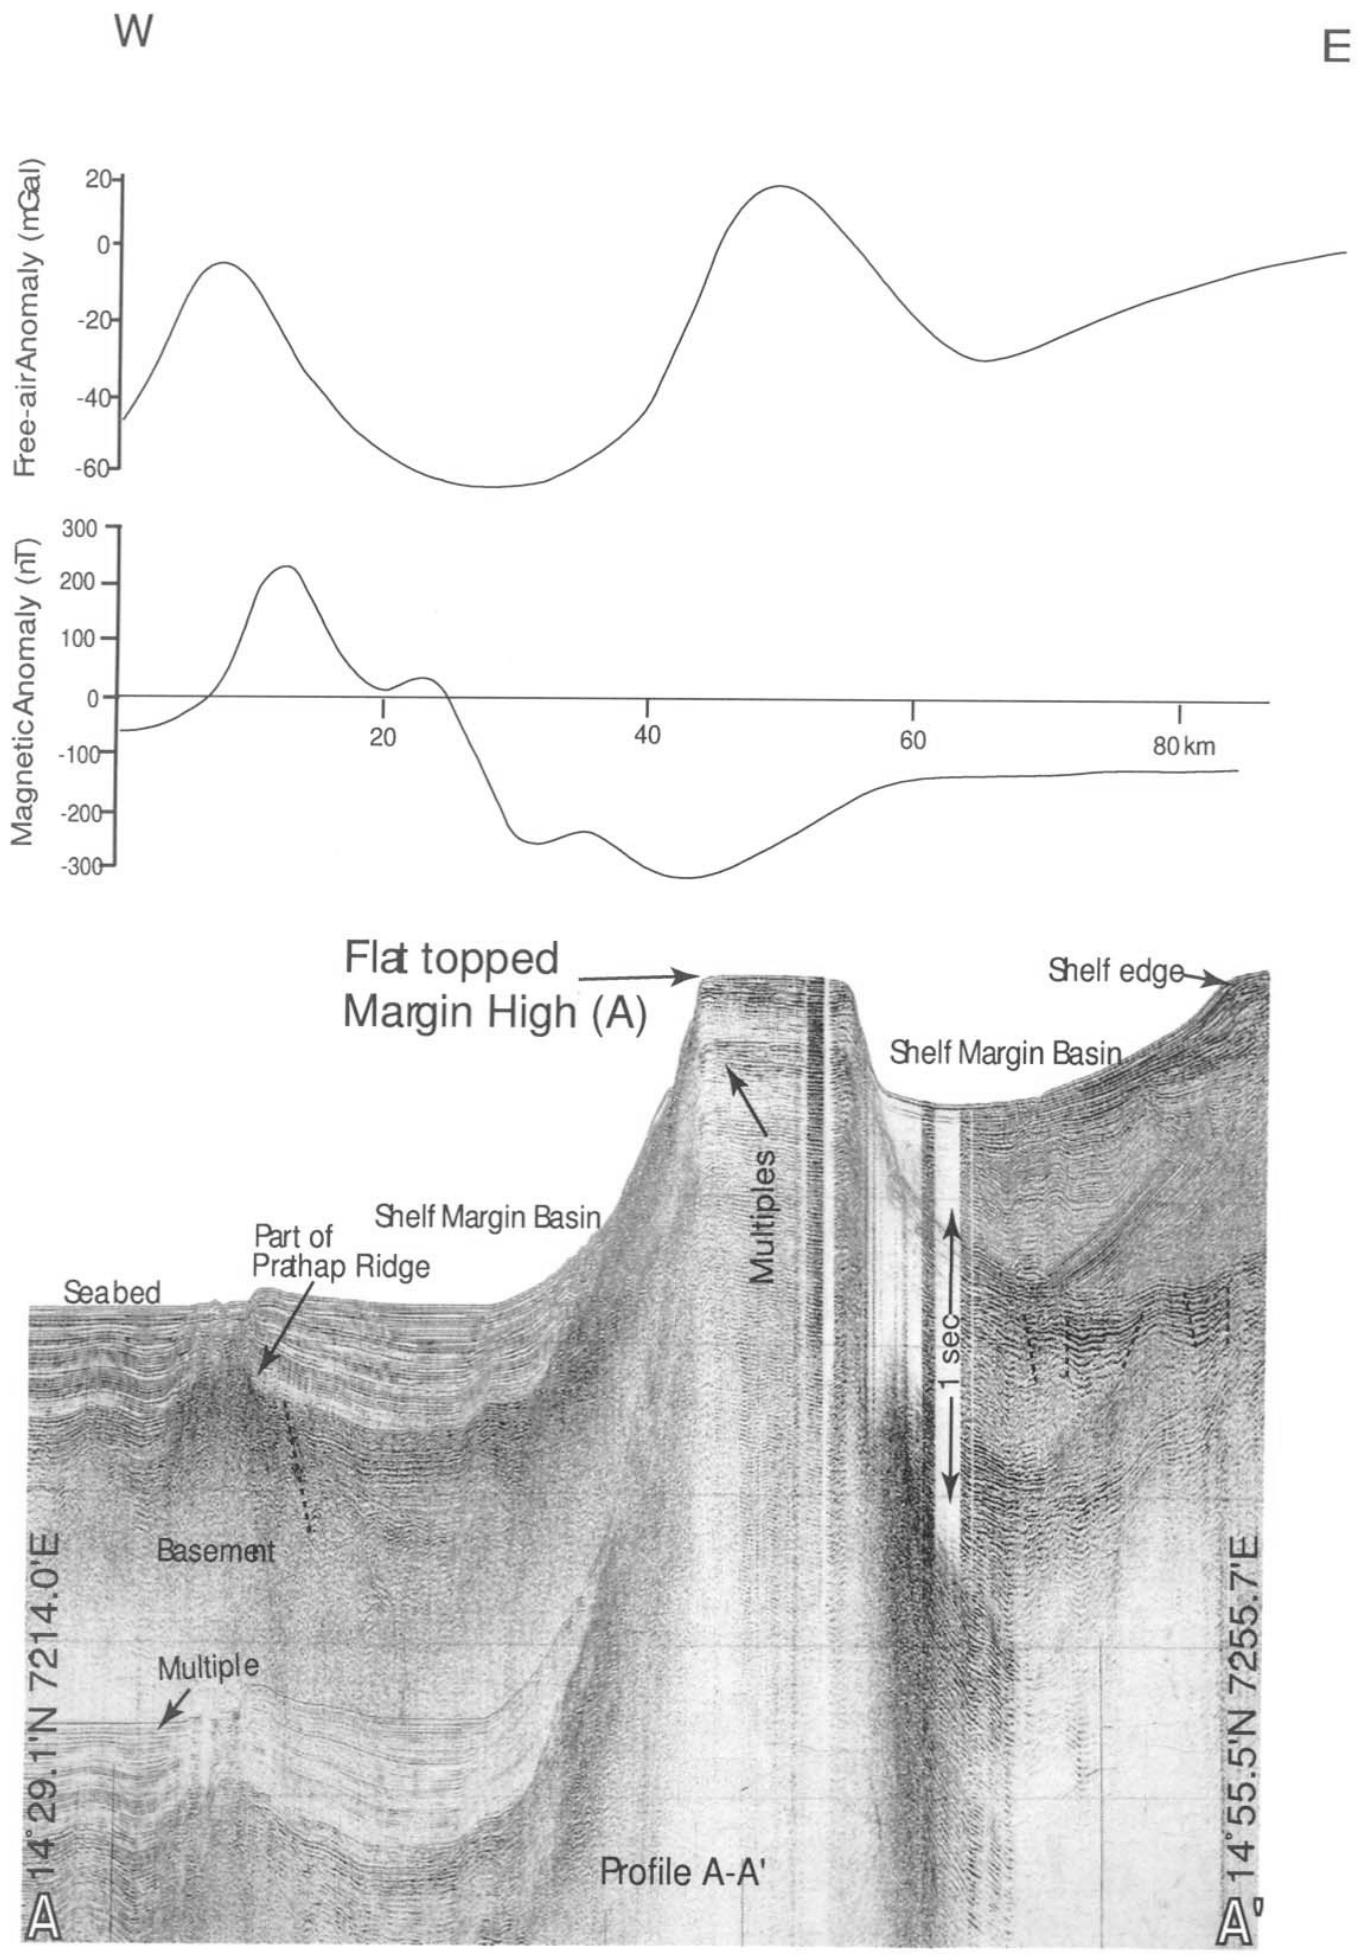 W
E
Free-air Anomaly (mGal)
20
0
-20
-40
-60
Magnetic Anomaly (nT)
300
200
100
0
-100
-200
-300
20
40
60
80 km
Flat topped
Margin High (A)
Shelf edge
Shelf Margin Basin
Multiples
Shelf Margin Basin
Part of
Prathap Ridge
Seabed
1 sec
Basement
Multiple
Profile A-A'
14°29.1'N 7214.0'E
14°55.5'N 7255.7'E
A
A'